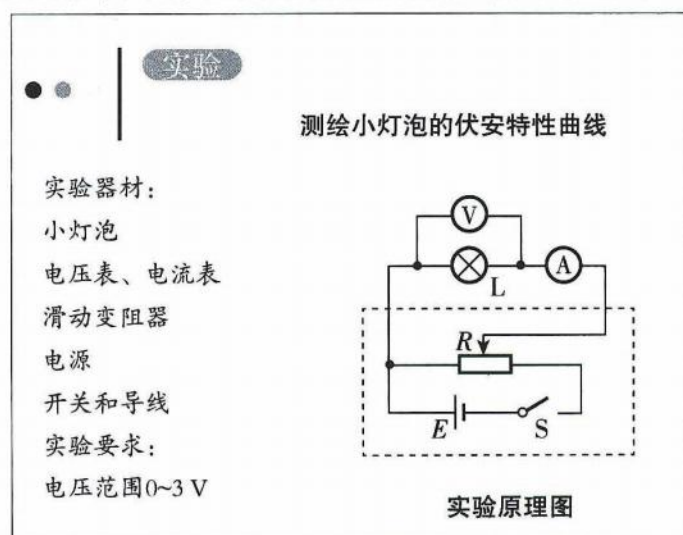 实验
测绘小灯泡的伏安特性曲线
实验器材：
小灯泡
电压表、电流表
滑动变阻器
电源
开关和导线
实验要求：
电压范围0~3 V
V
L
A
R
E
S
实验原理图